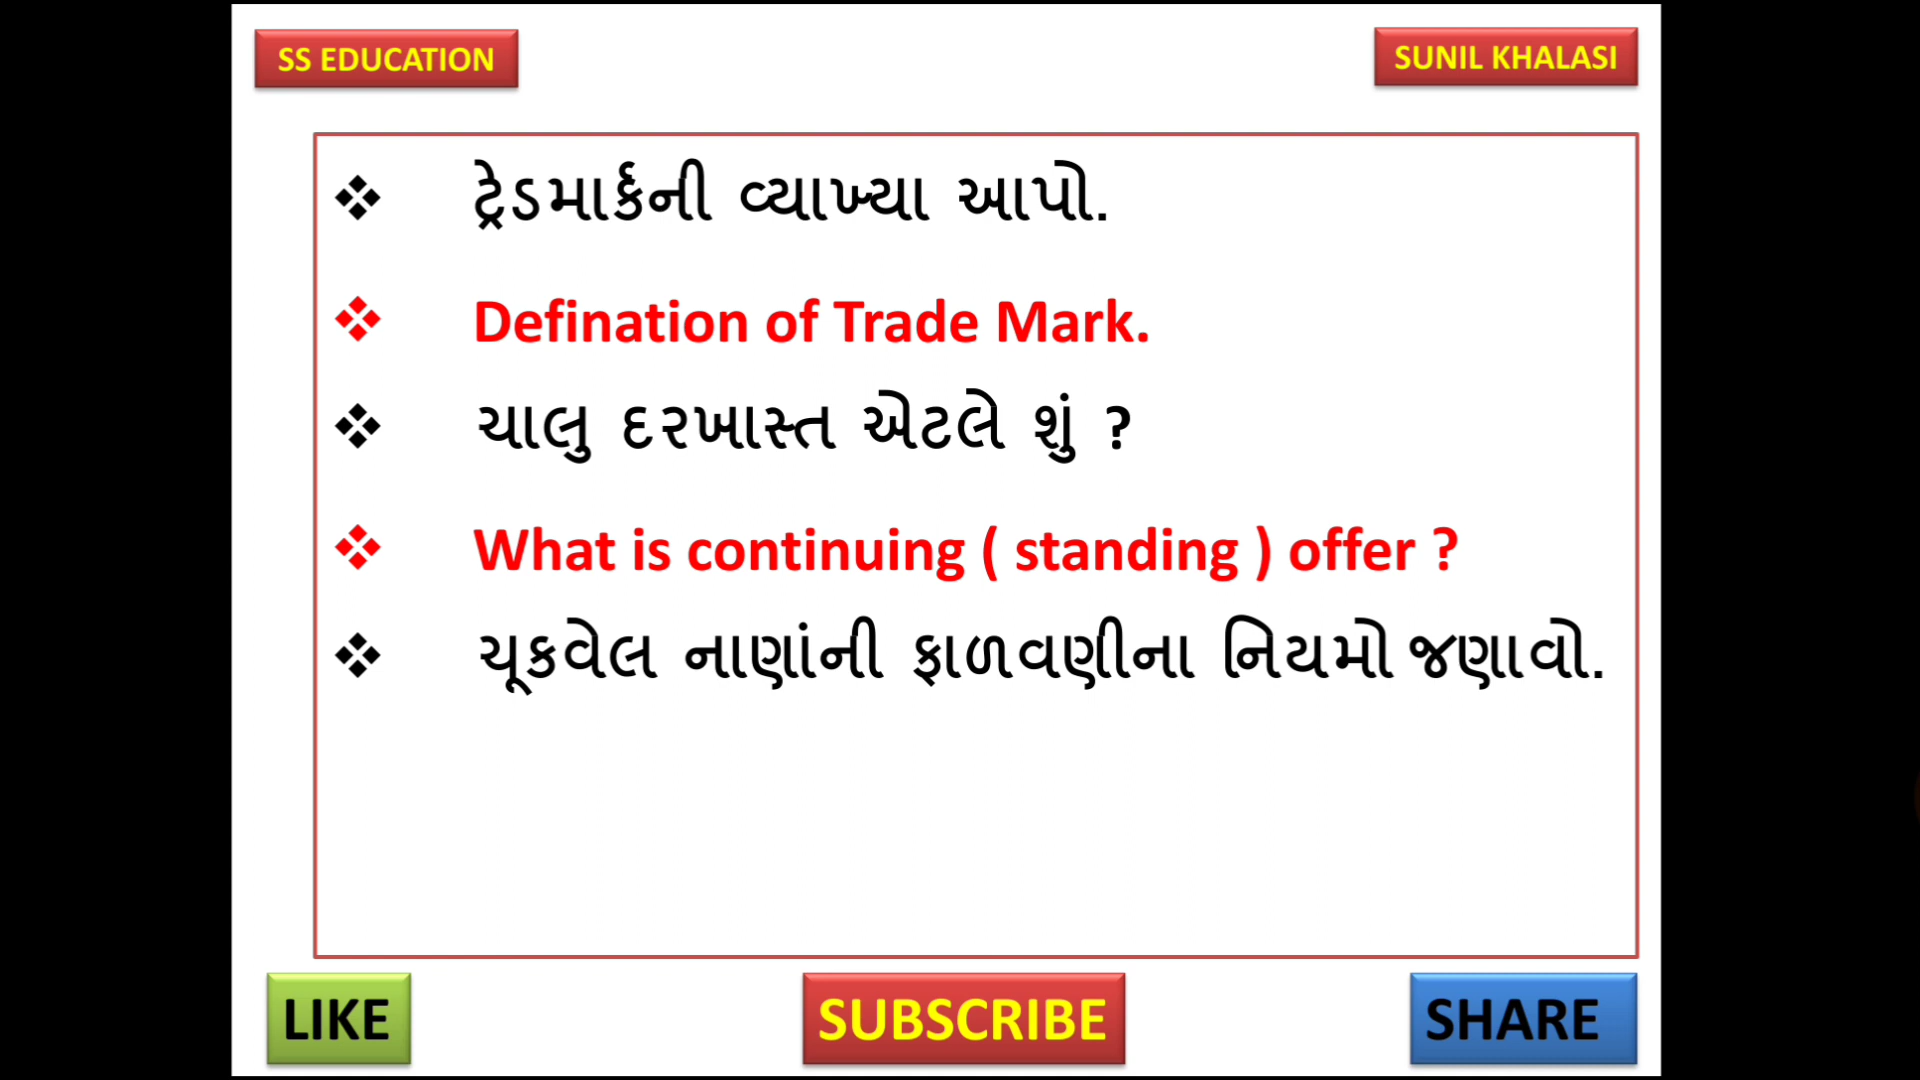 SS EDUCATION
SUNIL KHALASI
❖ ટ્રેડમાર્કની વ્યાખ્યા આપો.
❖ Defination of Trade Mark.
❖ ચાલુ દરખાસ્ત એટલે શું ?
❖ What is continuing ( standing ) offer ?
❖ ચૂકવેલ નાણાંની ફાળવણીના નિયમો જણાવો.
LIKE
SUBSCRIBE
SHARE